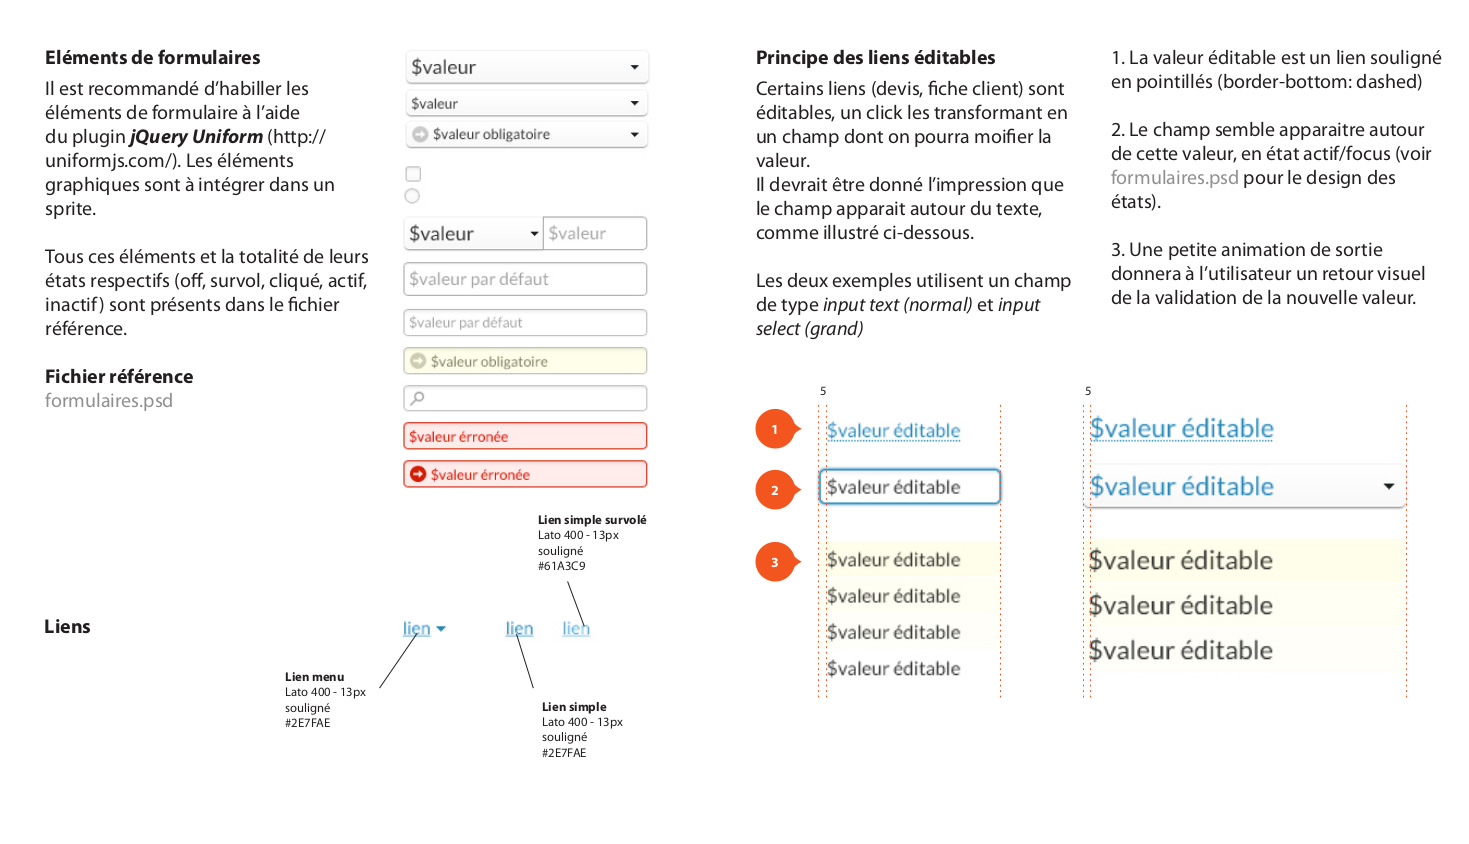 Eléments de formulaires
Il est recommandé d'habiller les
éléments de formulaire à l'aide
du plugin jQuery Uniform (http://
uniformjs.com/). Les éléments
graphiques sont à intégrer dans un
sprite.
Tous ces éléments et la totalité de leurs
états respectifs (off, survol, cliqué, actif,
inactif) sont présents dans le fichier
référence.
Fichier référence
formulaires.psd
$valeur
$valeur
$valeur obligatoire
$valeur $valeur
$valeur par défaut
$valeur par défaut
$valeur obligatoire
$valeur érronée
$valeur érronée
Lien simple survolé
Lato 400 - 13px
souligné
#61A3C9
Liens
lien lien lien
Lien menu
Lato 400 - 13px
souligné
#2E7FAE
Lien simple
Lato 400 - 13px
souligné
#2E7FAE
Principe des liens éditables
Certains liens (devis, fiche client) sont
éditables, un click les transformant en
un champ dont on pourra moifier la
valeur.
Il devrait être donné l'impression que
le champ apparait autour du texte,
comme illustré ci-dessous.
Les deux exemples utilisent un champ
de type input text (normal) et input
select (grand)
1. La valeur éditable est un lien souligné
en pointillés (border-bottom: dashed)
2. Le champ semble apparaitre autour
de cette valeur, en état actif/focus (voir
formulaires.psd pour le design des
états).
3. Une petite animation de sortie
donnera à l'utilisateur un retour visuel
de la validation de la nouvelle valeur.
5 5
1 $valeur éditable $valeur éditable
2 $valeur éditable $valeur éditable
3 $valeur éditable $valeur éditable
$valeur éditable $valeur éditable
$valeur éditable $valeur éditable
$valeur éditable